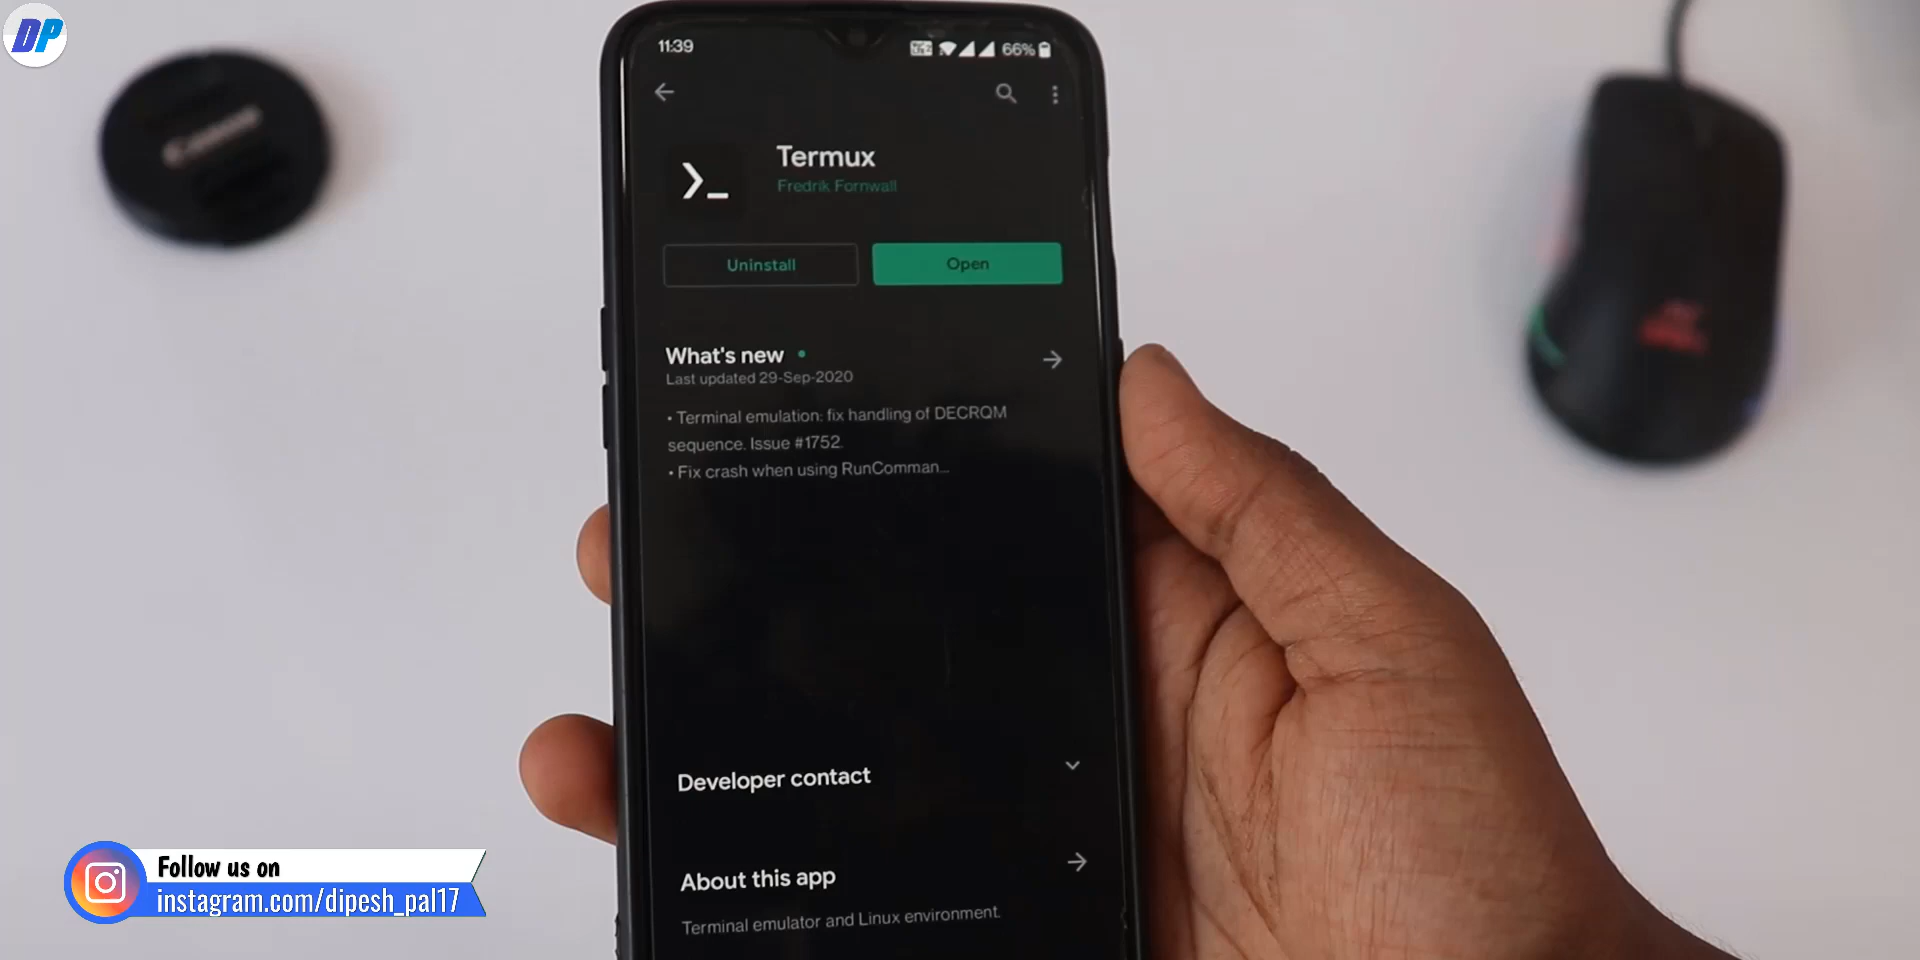 DP
Canon
11:39
66%
Termux
Fredrik Fornwall
Uninstall
Open
What's new
Last updated 29-Sep-2020
• Terminal emulation: fix handling of DECRQM
sequence. Issue #1752.
• Fix crash when using RunComman...
Developer contact
About this app
Terminal emulator and Linux environment.
Follow us on
instagram.com/dipesh_pal17